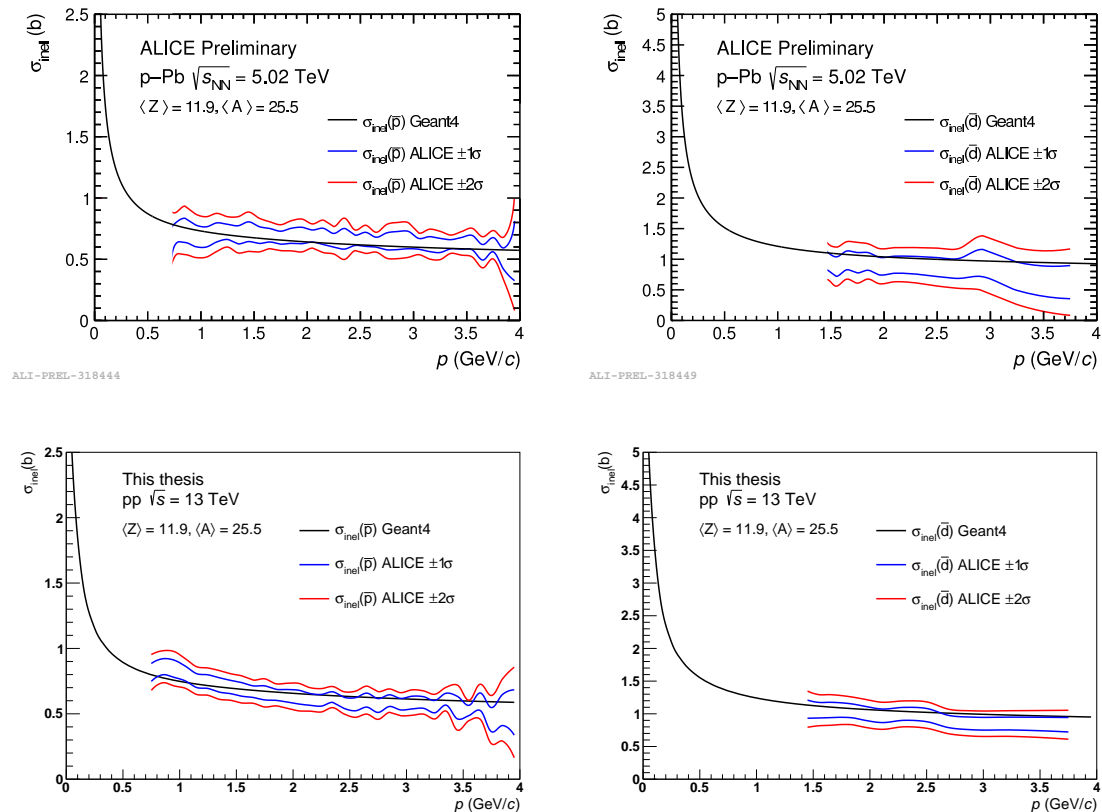 σinel (b)
ALICE Preliminary
p–Pb √sNN = 5.02 TeV
⟨ Z ⟩ = 11.9, ⟨ A ⟩ = 25.5
σinel(p̅) Geant4
σinel(p̅) ALICE ±1σ
σinel(p̅) ALICE ±2σ
2.5
2
1.5
1
0.5
0
0 0.5 1 1.5 2 2.5 3 3.5 4
p (GeV/c)
ALI-PREL-318444
σinel (b)
ALICE Preliminary
p–Pb √sNN = 5.02 TeV
⟨ Z ⟩ = 11.9, ⟨ A ⟩ = 25.5
σinel(d̅) Geant4
σinel(d̅) ALICE ±1σ
σinel(d̅) ALICE ±2σ
5
4.5
4
3.5
3
2.5
2
1.5
1
0.5
0
0 0.5 1 1.5 2 2.5 3 3.5 4
p (GeV/c)
ALI-PREL-318449
σinel(b)
This thesis
pp √s = 13 TeV
⟨Z⟩ = 11.9, ⟨A⟩ = 25.5
σinel(p̅) Geant4
σinel(p̅) ALICE ±1σ
σinel(p̅) ALICE ±2σ
2.5
2
1.5
1
0.5
0
0 0.5 1 1.5 2 2.5 3 3.5 4
p (GeV/c)
σinel(b)
This thesis
pp √s = 13 TeV
⟨Z⟩ = 11.9, ⟨A⟩ = 25.5
σinel(d̅) Geant4
σinel(d̅) ALICE ±1σ
σinel(d̅) ALICE ±2σ
5
4.5
4
3.5
3
2.5
2
1.5
1
0.5
0
0 0.5 1 1.5 2 2.5 3 3.5 4
p (GeV/c)